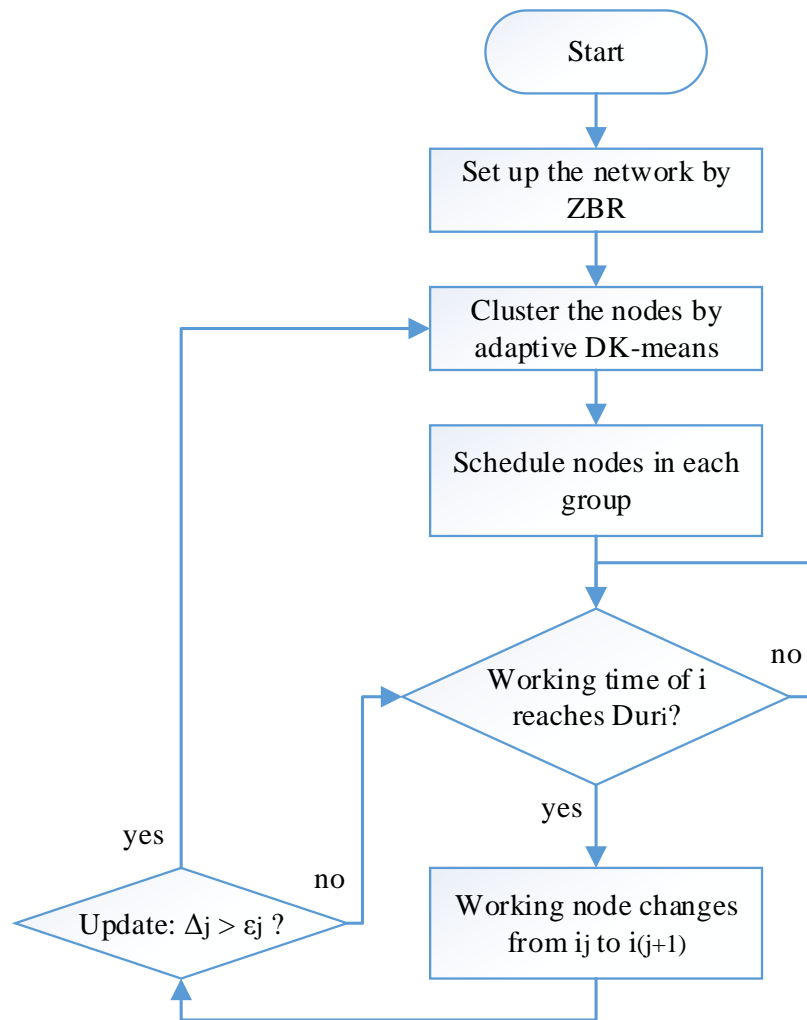 Start
Set up the network by
ZBR
Cluster the nodes by
adaptive DK-means
Schedule nodes in each
group
Working time of i
reaches Duri?
no
yes
Working node changes
from ij to i(j+1)
yes
no
Update: Δj > εj ?